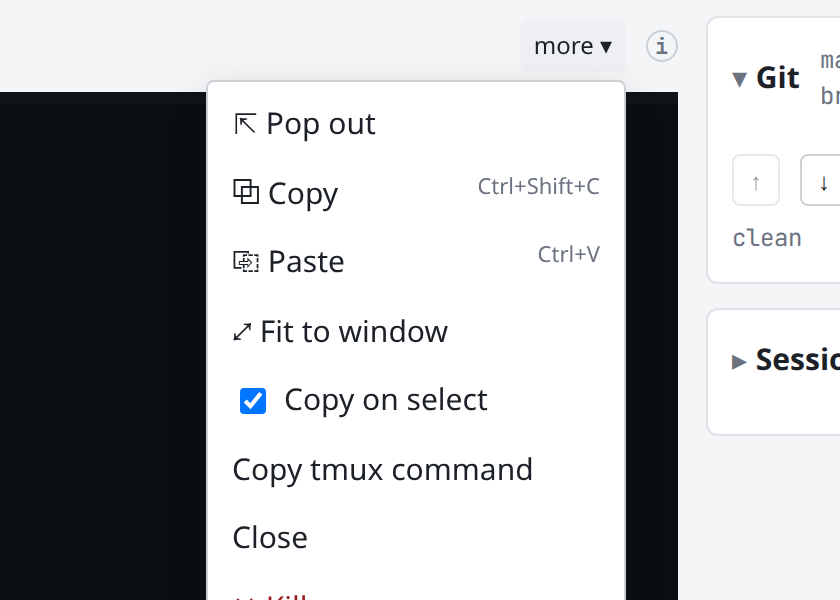 more ▾
i
Pop out
Copy Ctrl+Shift+C
Paste Ctrl+V
Fit to window
Copy on select
Copy tmux command
Close
▾ Git
clean